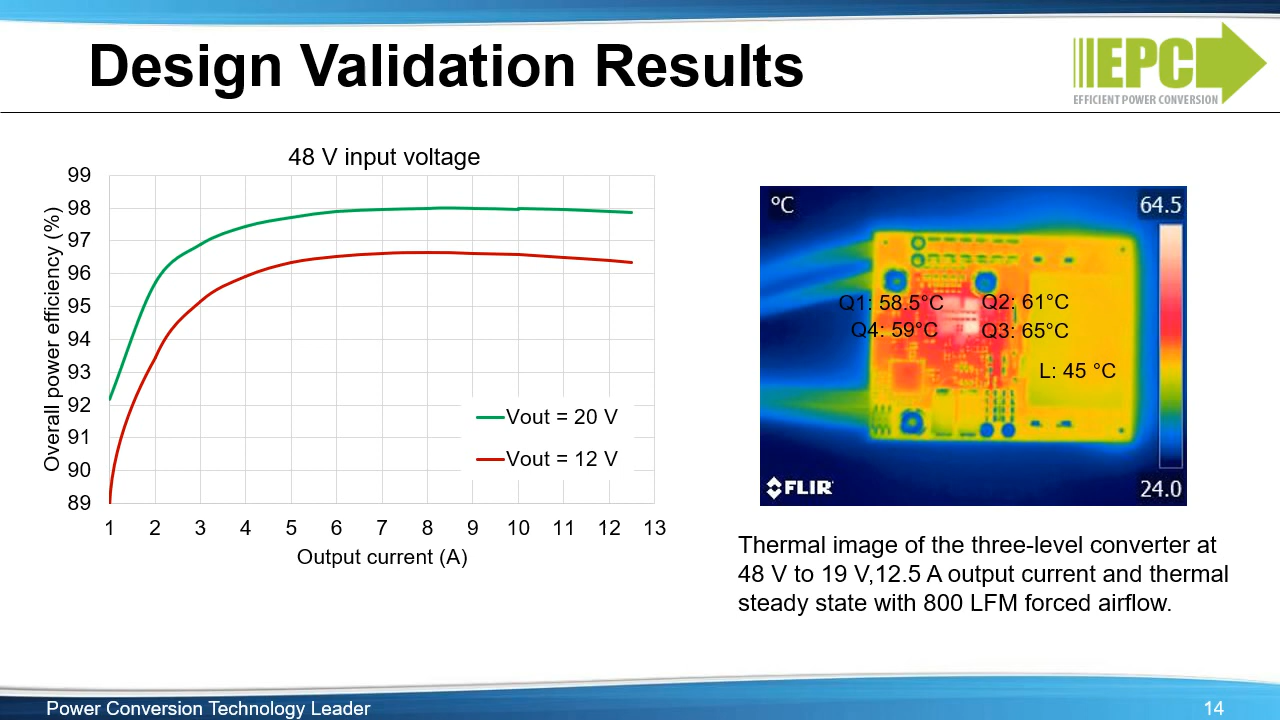 Design Validation Results
EPC
EFFICIENT POWER CONVERSION
48 V input voltage
Overall power efficiency (%)
99
98
97
96
95
94
93
92
91
90
89
Vout = 20 V
Vout = 12 V
1 2 3 4 5 6 7 8 9 10 11 12 13
Output current (A)
°C
64.5
Q1: 58.5°C
Q2: 61°C
Q4: 59°C
Q3: 65°C
L: 45 °C
FLIR
24.0
Thermal image of the three-level converter at
48 V to 19 V,12.5 A output current and thermal
steady state with 800 LFM forced airflow.
Power Conversion Technology Leader
14